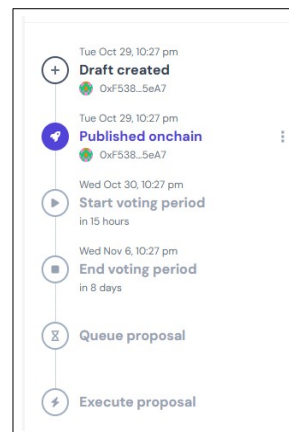 Tue Oct 29, 10:27 pm
Draft created
0xF538...5eA7
Tue Oct 29, 10:27 pm
Published onchain
0xF538...5eA7
Wed Oct 30, 10:27 pm
Start voting period
in 15 hours
Wed Nov 6, 10:27 pm
End voting period
in 8 days
Queue proposal
Execute proposal